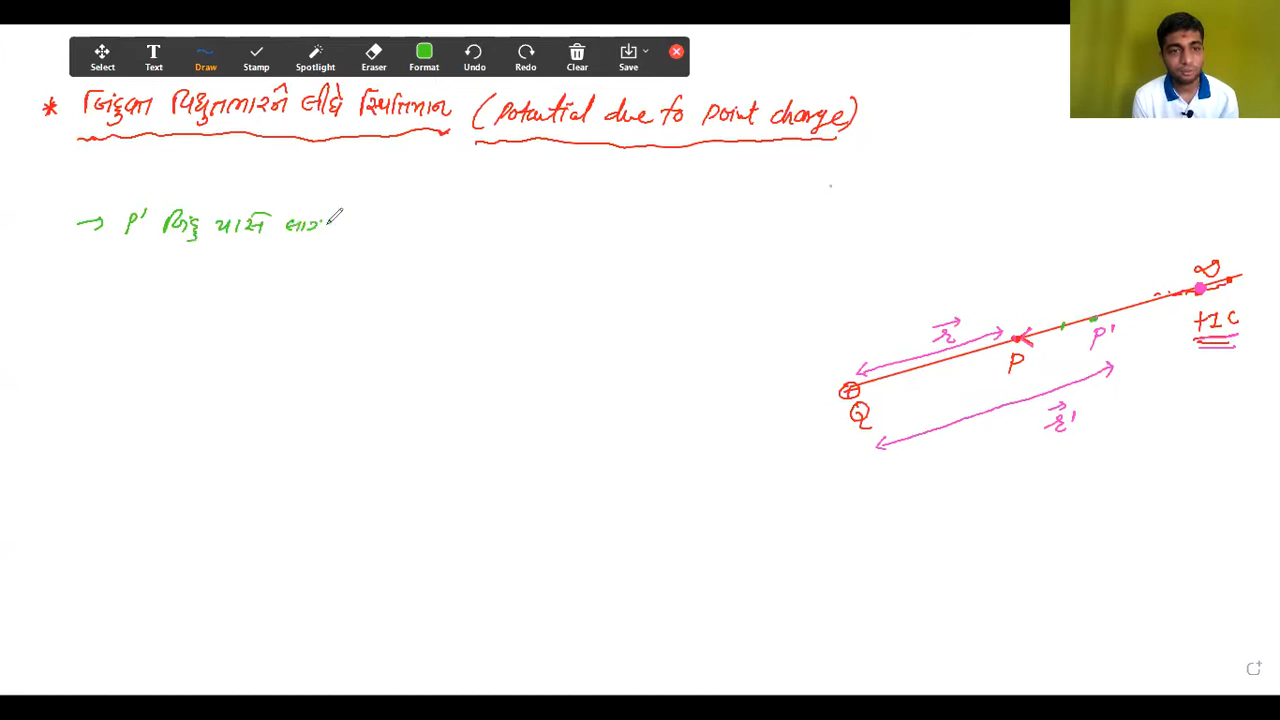 Select Text Draw Stamp Spotlight Eraser Format Undo Redo Clear Save
* બિંદુવત વિદ્યુતભારને લીધે સ્થિતિમાન (Potential due to point charge)
→ P' બિંદુ પાસે લાગ
∞
+1C
r⃗
P'
P
Q
r⃗'